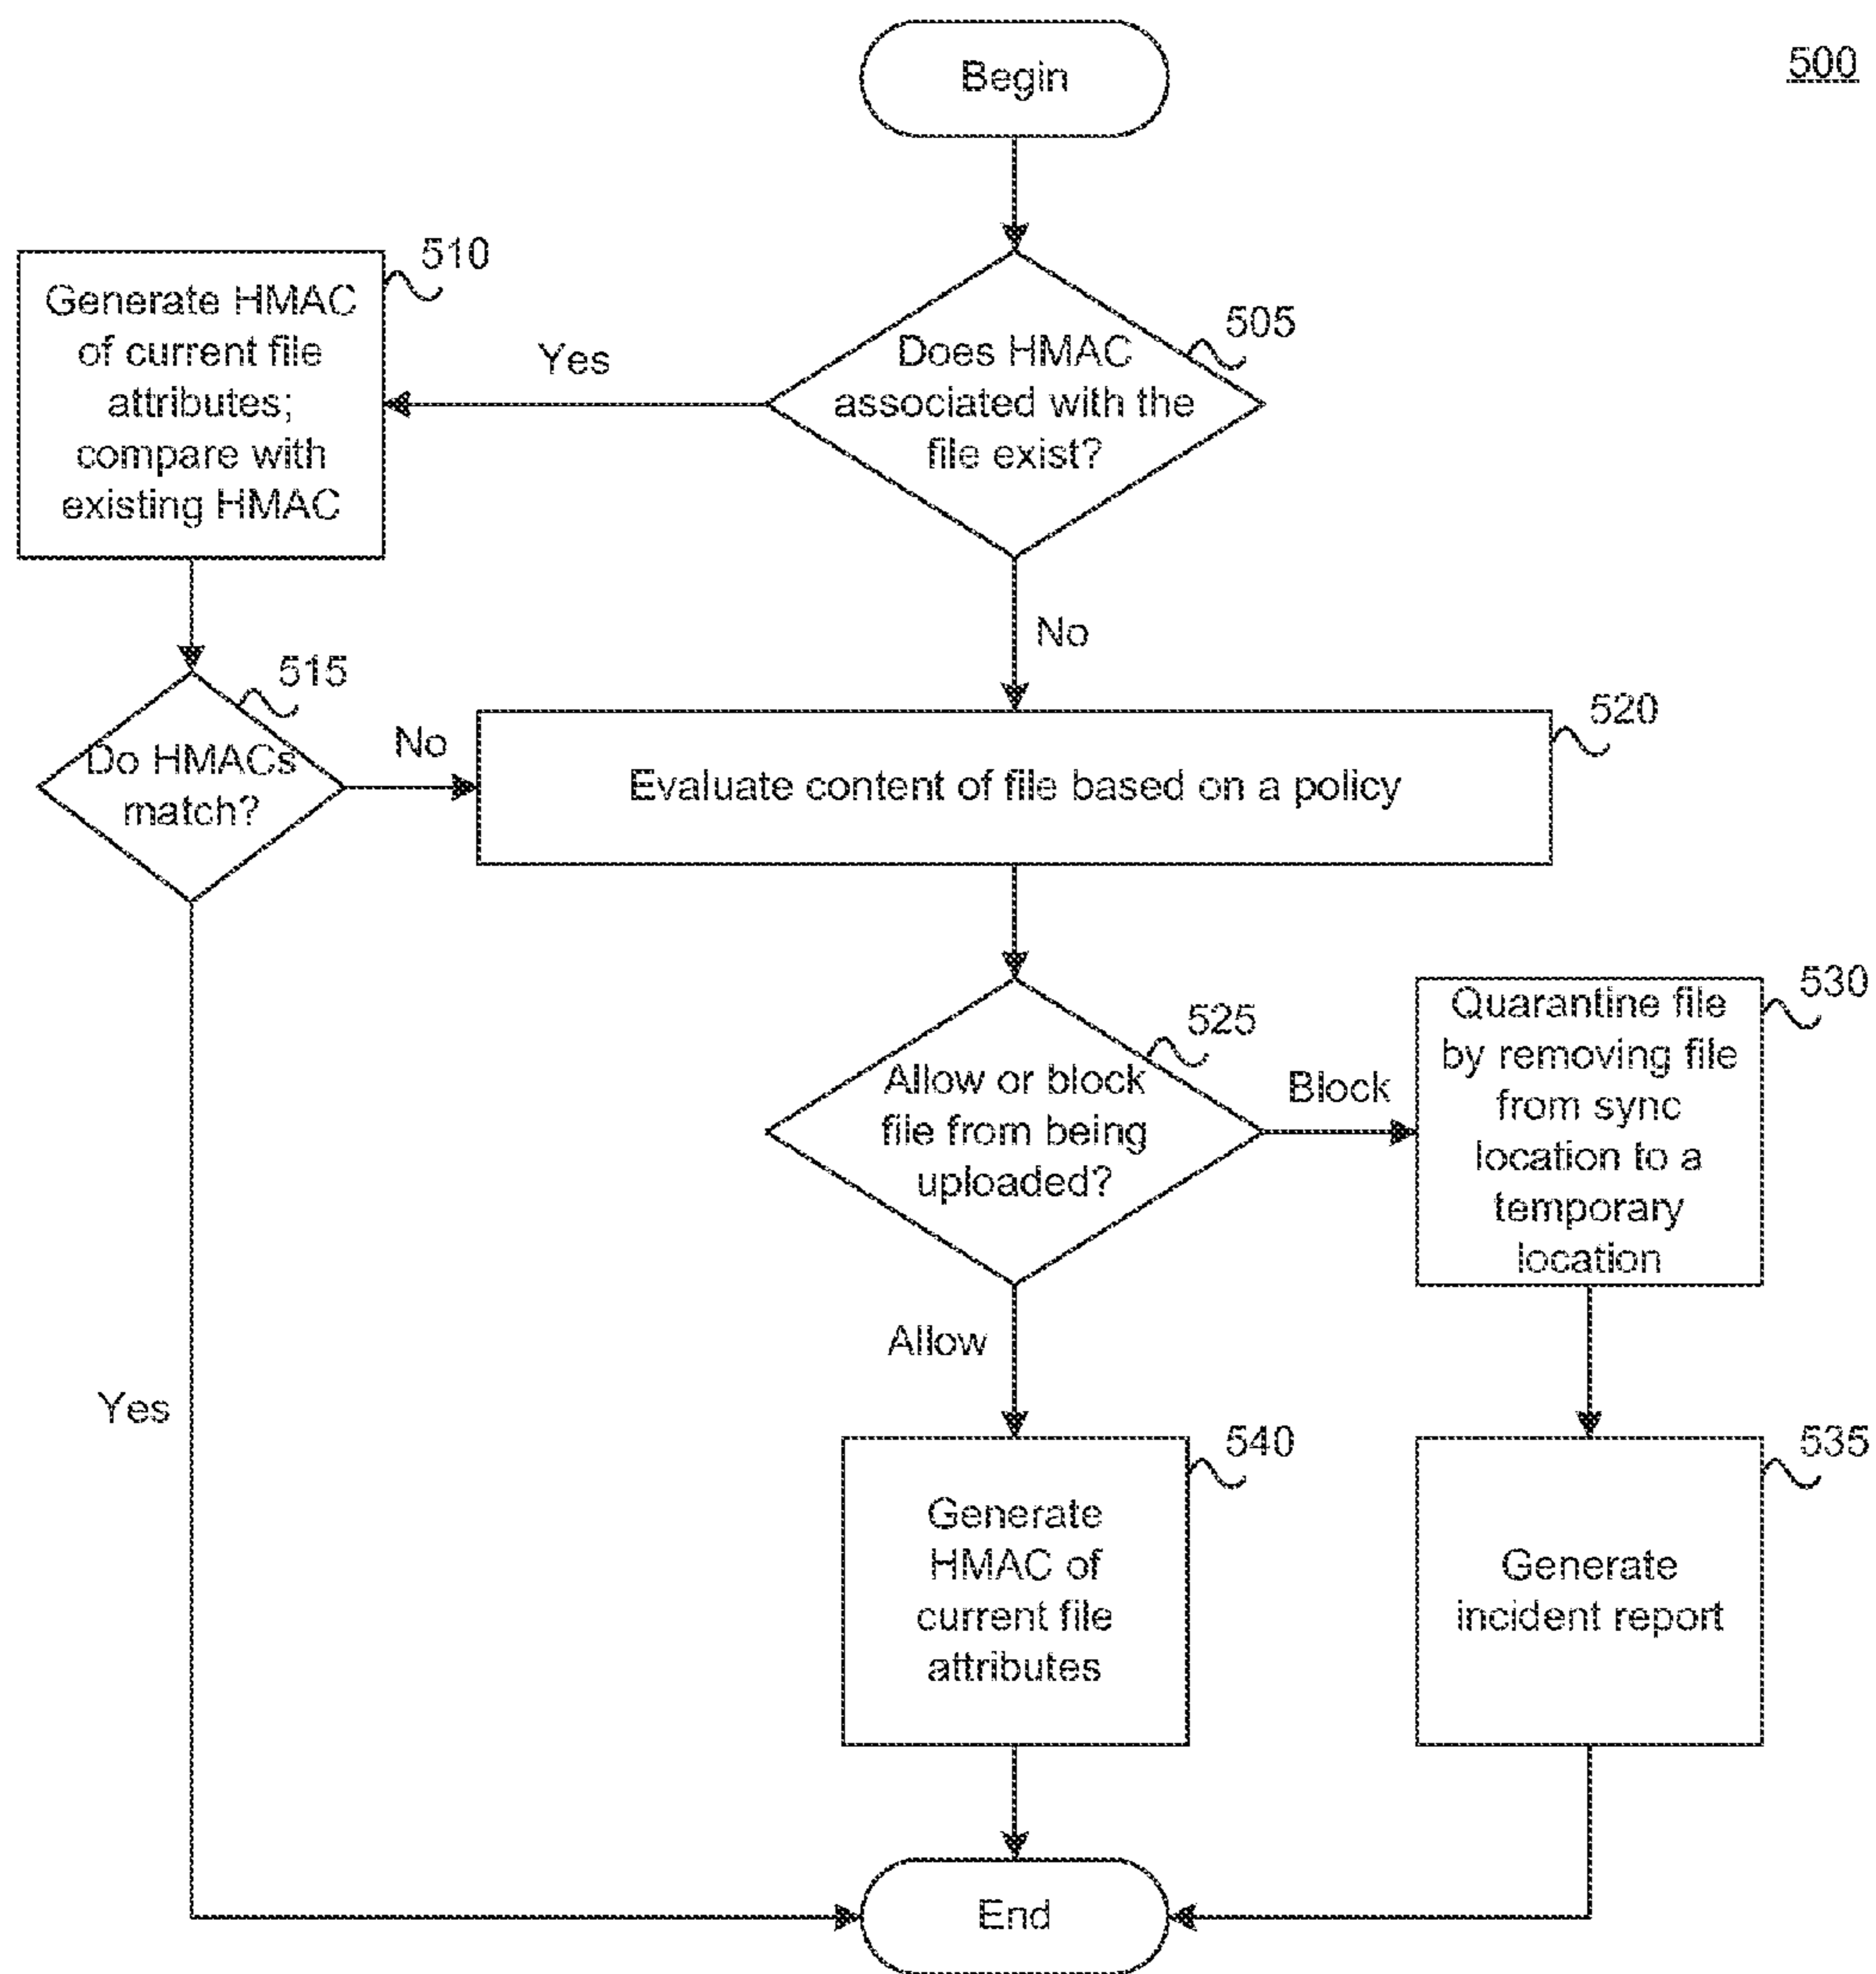 500
Begin
505
Does HMAC
associated with the
file exist?
Yes
510
Generate HMAC
of current file
attributes;
compare with
existing HMAC
No
515
Do HMACs
match?
No
520
Evaluate content of file based on a policy
525
Allow or block
file from being
uploaded?
Block
530
Quarantine file
by removing file
from sync
location to a
temporary
location
Allow
Yes
540
Generate
HMAC of
current file
attributes
535
Generate
incident report
End